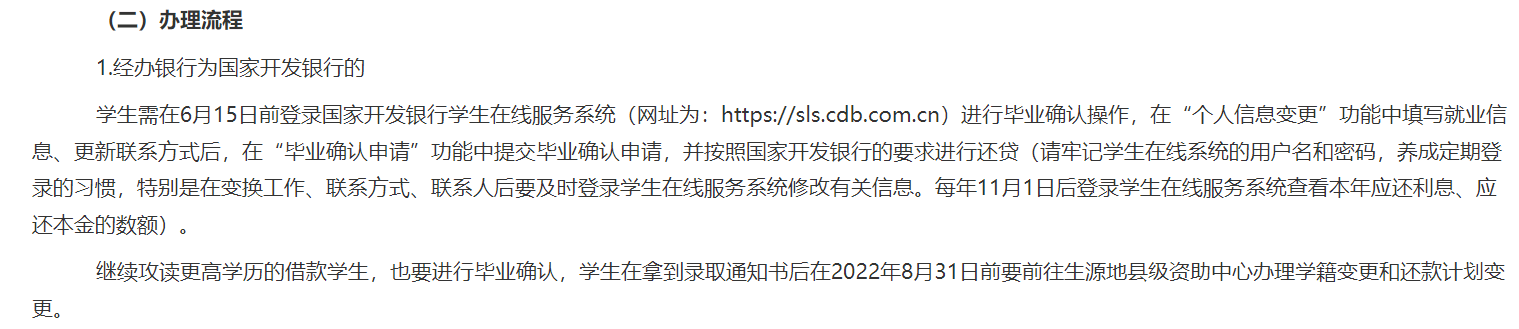 （二）办理流程
1.经办银行为国家开发银行的
学生需在6月15日前登录国家开发银行学生在线服务系统（网址为：https://sls.cdb.com.cn）进行毕业确认操作，在“个人信息变更”功能中填写就业信
息、更新联系方式后，在“毕业确认申请”功能中提交毕业确认申请，并按照国家开发银行的要求进行还贷（请牢记学生在线系统的用户名和密码，养成定期登
录的习惯，特别是在变换工作、联系方式、联系人后要及时登录学生在线服务系统修改有关信息。每年11月1日后登录学生在线服务系统查看本年应还利息、应
还本金的数额）。
继续攻读更高学历的借款学生，也要进行毕业确认，学生在拿到录取通知书后在2022年8月31日前要前往生源地县级资助中心办理学籍变更和还款计划变
更。